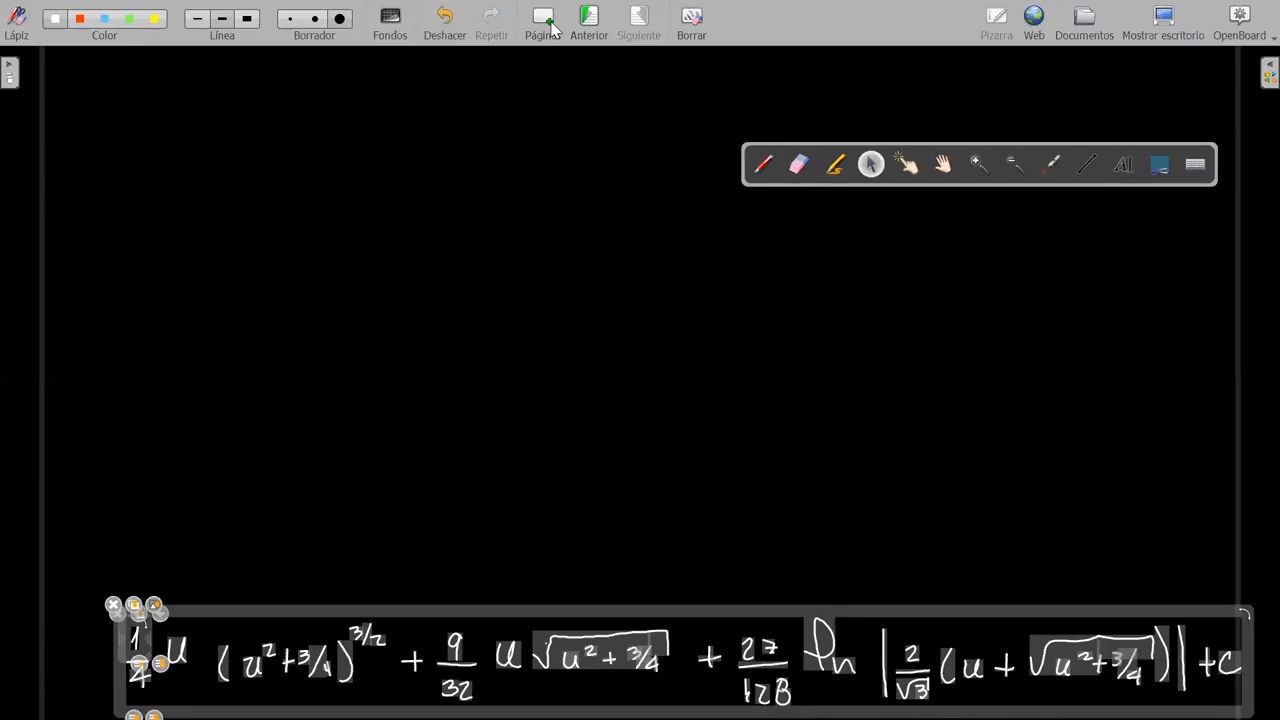 Lápiz Color Línea Borrador Fondos Deshacer Repetir Página Anterior Siguiente Borrar Pizarra Web Documentos Mostrar escritorio OpenBoard
1/4 u (u² + 3/4)^3/2 + 9/32 u √(u² + 3/4) + 27/128 ln |2/√3 (u + √(u² + 3/4))| + c